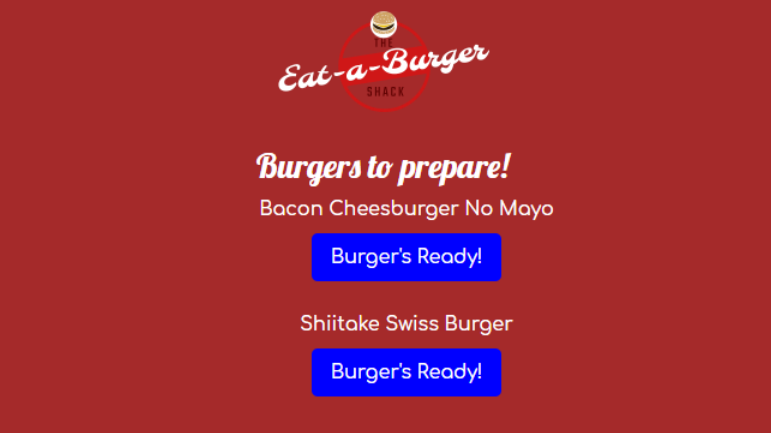 THE
Eat-a-Burger
SHACK
Burgers to prepare!
Bacon Cheesburger No Mayo
Burger's Ready!
Shiitake Swiss Burger
Burger's Ready!